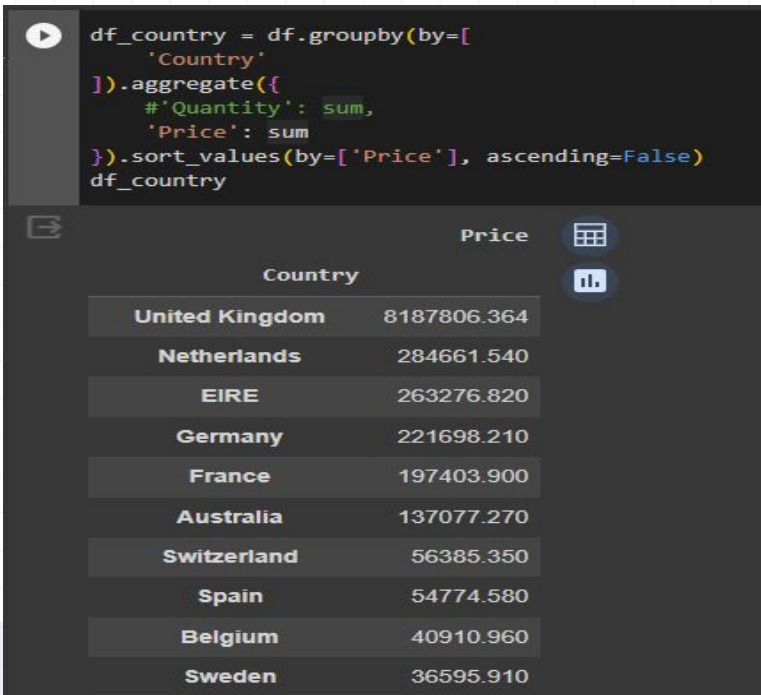 df_country = df.groupby(by=[
    'Country'
]).aggregate({
    #'Quantity': sum,
    'Price': sum
}).sort_values(by=['Price'], ascending=False)
df_country
Price
Country
United Kingdom 8187806.364
Netherlands 284661.540
EIRE 263276.820
Germany 221698.210
France 197403.900
Australia 137077.270
Switzerland 56385.350
Spain 54774.580
Belgium 40910.960
Sweden 36595.910